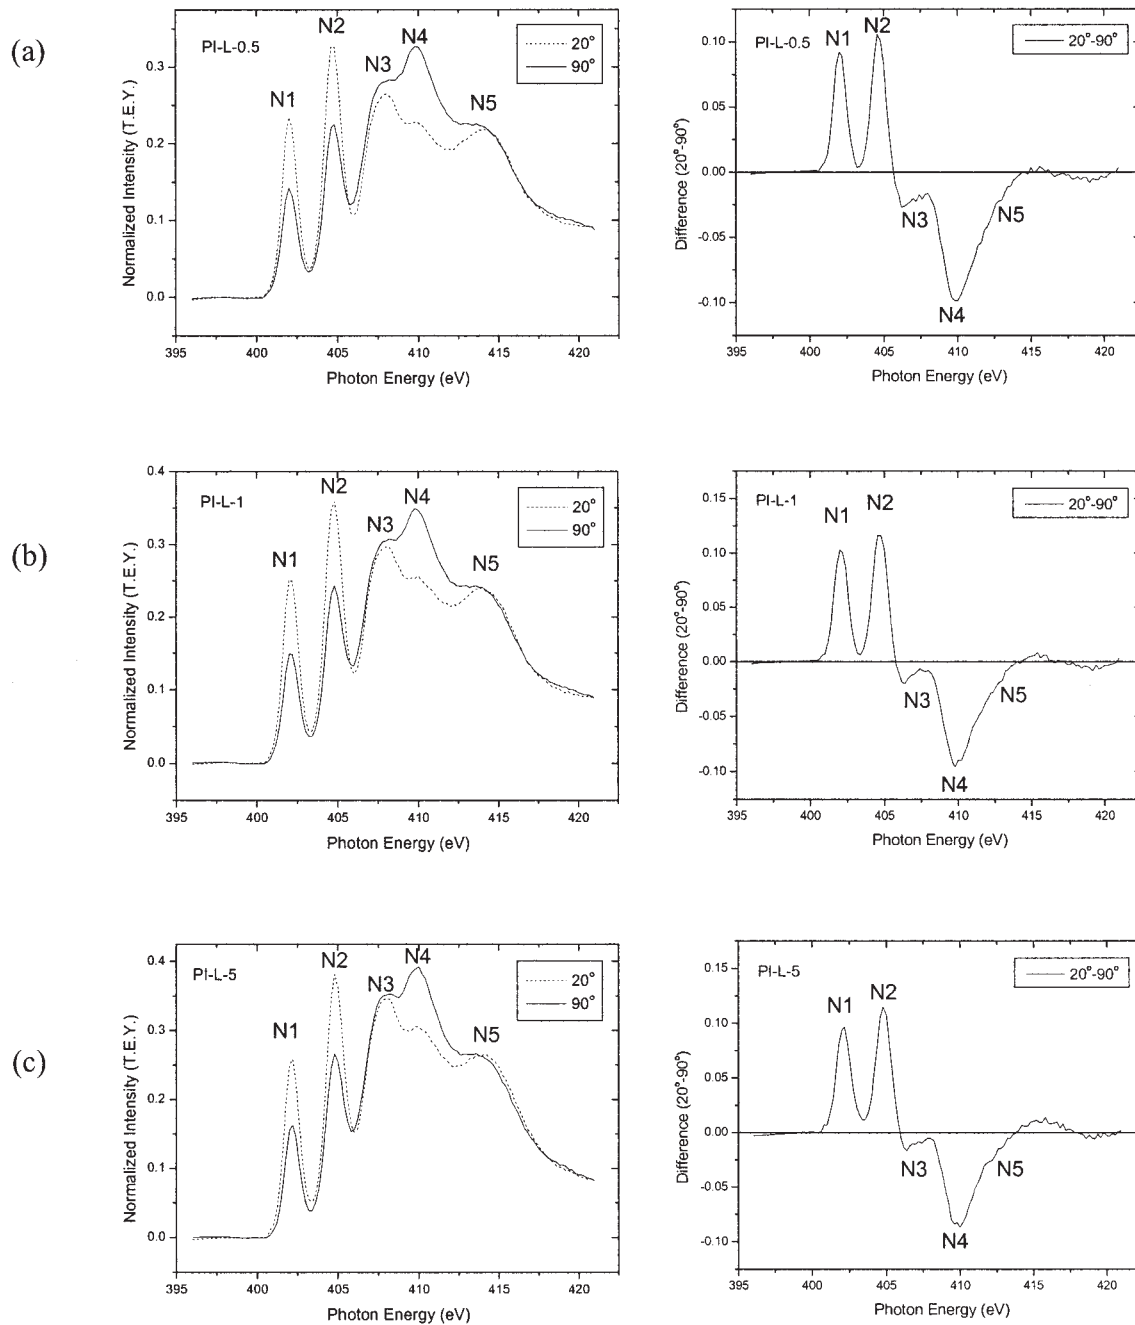 (a)
PI-L-0.5
N1
N2
N3
N4
N5
20°
90°
0.3
0.2
0.1
0.0
Normalized Intensity (T.E.Y.)
395 400 405 410 415 420
Photon Energy (eV)
PI-L-0.5
N1
N2
20°-90°
0.10
0.05
0.00
-0.05
-0.10
N3
N5
N4
Difference (20°-90°)
395 400 405 410 415 420
Photon Energy (eV)
(b)
PI-L-1
N1
N2
N3
N4
N5
20°
90°
0.4
0.3
0.2
0.1
0.0
Normalized Intensity (T.E.Y.)
395 400 405 410 415 420
Photon Energy (eV)
PI-L-1
N1
N2
20°-90°
0.15
0.10
0.05
0.00
-0.05
-0.10
N3
N5
N4
Difference (20°-90°)
395 400 405 410 415 420
Photon Energy (eV)
(c)
PI-L-5
N1
N2
N3
N4
N5
20°
90°
0.4
0.3
0.2
0.1
0.0
Normalized Intensity (T.E.Y.)
395 400 405 410 415 420
Photon Energy (eV)
PI-L-5
N1
N2
20°-90°
0.15
0.10
0.05
0.00
-0.05
-0.10
N3
N5
N4
Difference (20°-90°)
395 400 405 410 415 420
Photon Energy (eV)